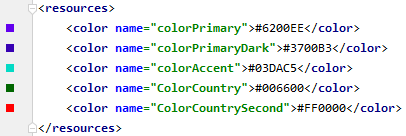 <resources>
    <color name="colorPrimary">#6200EE</color>
    <color name="colorPrimaryDark">#3700B3</color>
    <color name="colorAccent">#03DAC5</color>
    <color name="ColorCountry">#006600</color>
    <color name="ColorCountrySecond">#FF0000</color>
</resources>